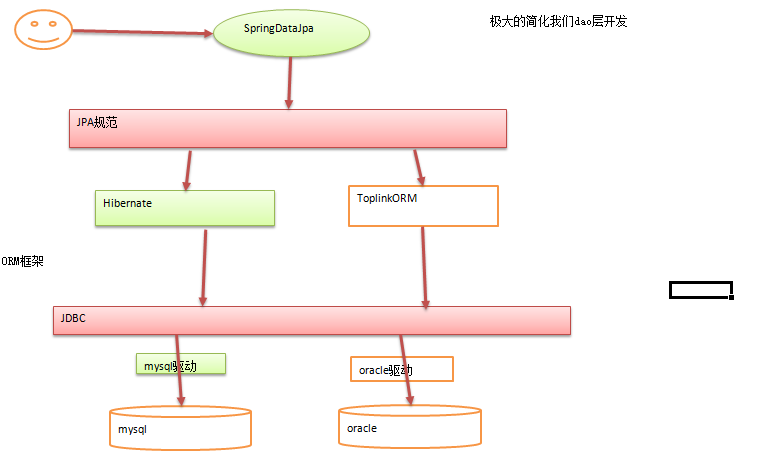 SpringDataJpa
极大的简化我们dao层开发
JPA规范
Hibernate
ToplinkORM
ORM框架
JDBC
mysql驱动
oracle驱动
mysql
oracle